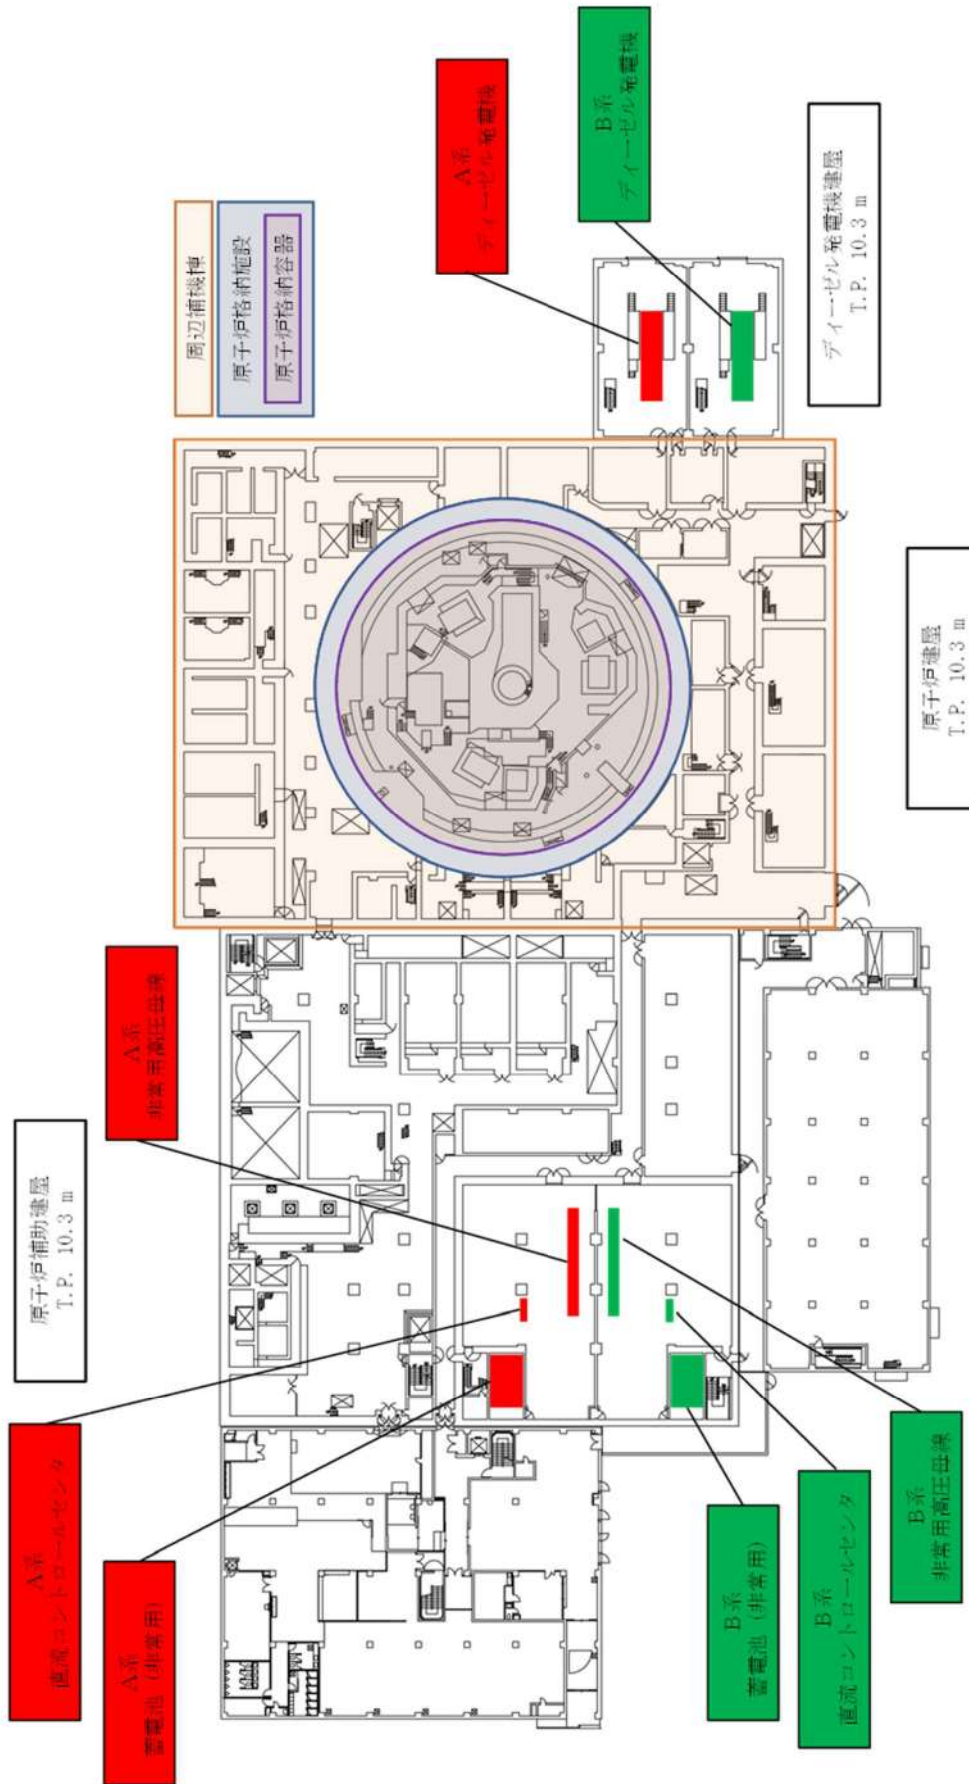 A系
直流コントロールセンタ
A系
蓄電池（非常用）
原子炉補助建屋
T.P. 10.3 m
A系
非常用高圧母線
周辺補機棟
原子炉格納施設
原子炉格納容器
A系
ディーゼル発電機
B系
ディーゼル発電機
ディーゼル発電機建屋
T.P. 10.3 m
原子炉建屋
T.P. 10.3 m
B系
蓄電池（非常用）
B系
直流コントロールセンタ
B系
非常用高圧母線